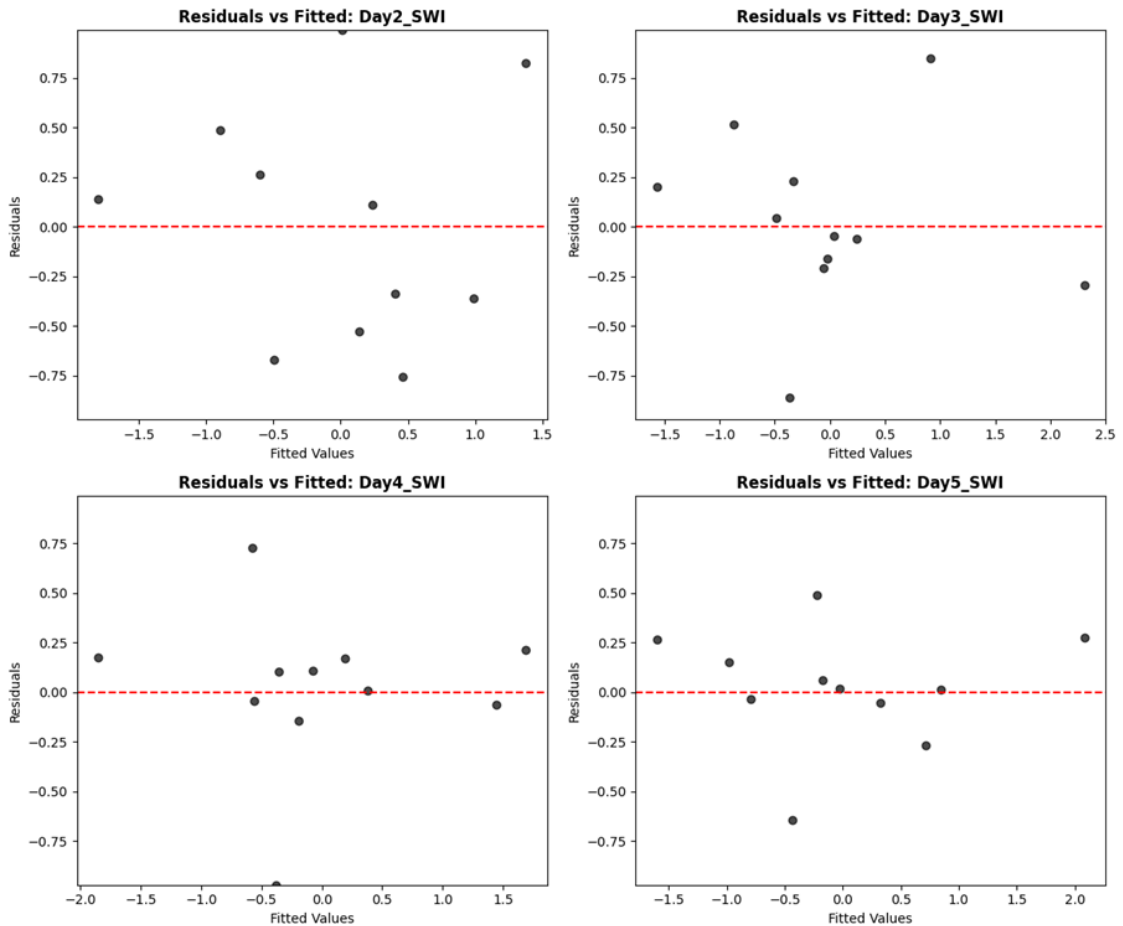 Residuals vs Fitted: Day2_SWI
Residuals
0.75
0.50
0.25
0.00
−0.25
−0.50
−0.75
−1.5 −1.0 −0.5 0.0 0.5 1.0 1.5
Fitted Values
Residuals vs Fitted: Day3_SWI
Residuals
0.75
0.50
0.25
0.00
−0.25
−0.50
−0.75
−1.5 −1.0 −0.5 0.0 0.5 1.0 1.5 2.0 2.5
Fitted Values
Residuals vs Fitted: Day4_SWI
Residuals
0.75
0.50
0.25
0.00
−0.25
−0.50
−0.75
−2.0 −1.5 −1.0 −0.5 0.0 0.5 1.0 1.5
Fitted Values
Residuals vs Fitted: Day5_SWI
Residuals
0.75
0.50
0.25
0.00
−0.25
−0.50
−0.75
−1.5 −1.0 −0.5 0.0 0.5 1.0 1.5 2.0
Fitted Values